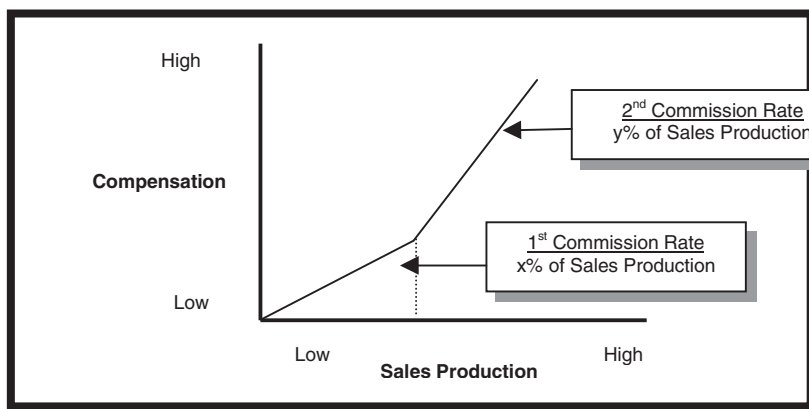 High
2nd Commission Rate
y% of Sales Production
Compensation
1st Commission Rate
x% of Sales Production
Low
Low
High
Sales Production